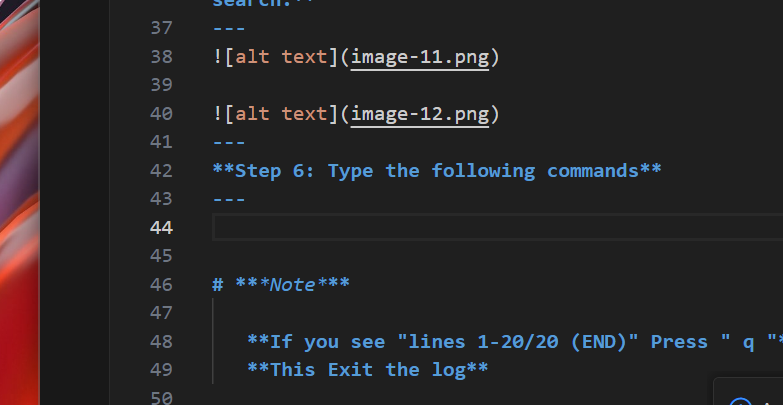 search.**
37 ---
38 ![alt text](image-11.png)
39
40 ![alt text](image-12.png)
41 ---
42 **Step 6: Type the following commands**
43 ---
44
45
46 # ***Note***
47
48 **If you see "lines 1-20/20 (END)" Press " q "*
49 **This Exit the log**
50